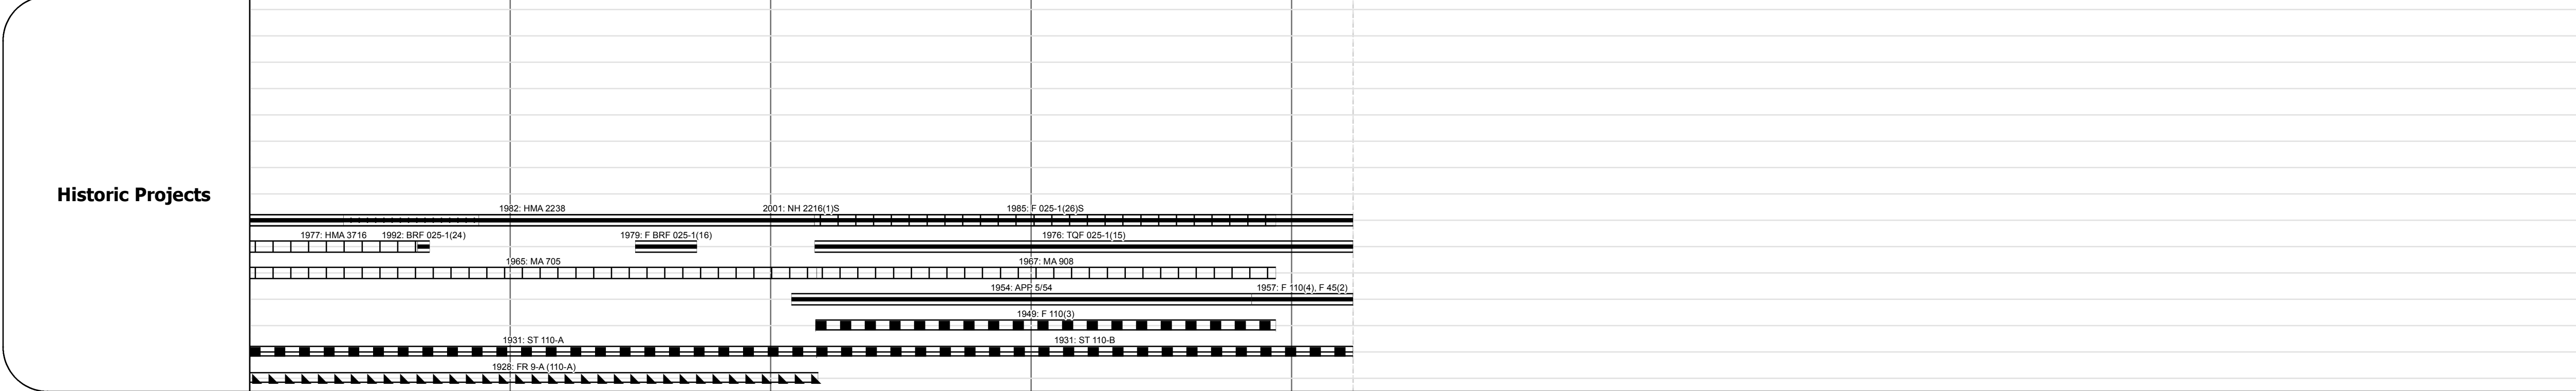 Historic Projects
1982: HMA 2238 2001: NH 2216(1)S 1985: F 025-1(26)S
1977: HMA 3716 1992: BRF 025-1(24) 1979: F BRF 025-1(16) 1976: TQF 025-1(15)
1965: MA 705 1967: MA 908
1954: APP 5/54 1957: F 110(4), F 45(2)
1949: F 110(3)
1931: ST 110-A 1931: ST 110-B
1928: FR 9-A (110-A)